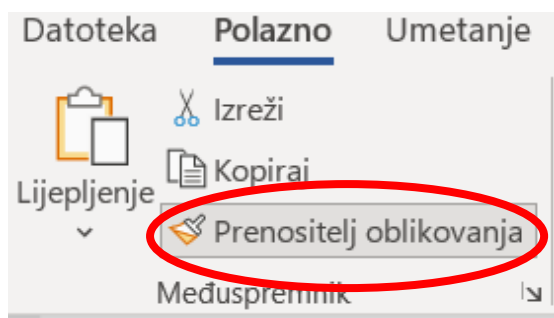 Datoteka Polazno Umetanje
Izreži
Kopiraj
Lijepljenje
Prenositelj oblikovanja
Međuspremnik